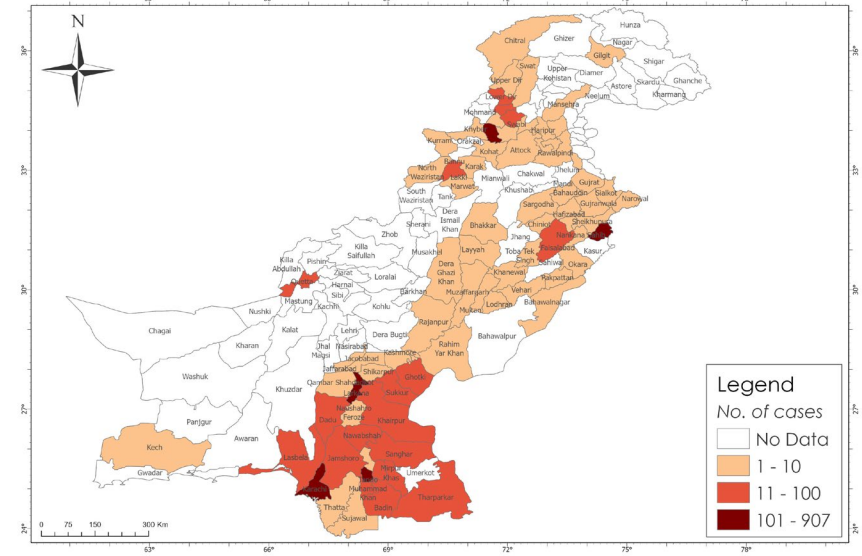 N
36°
33°
30°
27°
24°
63°
66°
69°
72°
75°
78°
Hunza
Nagar
Ghizer
Chitral
Gilgit
Shigar
Swat
Upper
Kohistan
Diamer
Skardu
Ghanche
Astore
Kharmang
Upper Dir
Lower Dir
Neelum
Mansehra
Mohmand
Swabi
Haripur
Khyber
Kurram
Orakzai
Kohat
Attock
Rawalpindi
Bannu
Karak
North
Waziristan
Lakki
Marwat
Mianwali
Chakwal
Jhelum
South
Waziristan
Tank
Khushab
Mandi
Bahauddin
Gujrat
Sialkot
Narowal
Gujranwala
Sargodha
Hafizabad
Sheikhupura
Dera
Ismail
Khan
Bhakkar
Sherani
Zhob
Chiniot
Nankana
Faisalabad
Jhang
Kasur
Killa
Saifullah
Musakhel
Layyah
Toba Tek
Singh
Sahiwal
Okara
Killa
Abdullah
Pishin
Ziarat
Loralai
Dera
Ghazi
Khan
Khanewal
Pakpattan
Quetta
Harnai
Sibi
Barkhan
Muzaffargarh
Vehari
Mastung
Kachhi
Kohlu
Multan
Lodhran
Bahawalnagar
Nushki
Chagai
Kalat
Lehri
Dera Bugti
Rajanpur
Bahawalpur
Kharan
Jhal
Magsi
Nasirabad
Kashmore
Rahim
Yar Khan
Jacobabad
Jaffarabad
Shikarpur
Washuk
Khuzdar
Qambar Shahdadkot
Ghotki
Larkana
Sukkur
Panjgur
Naushahro
Feroze
Dadu
Khairpur
Awaran
Nawabshah
Kech
Lasbela
Jamshoro
Sanghar
Gwadar
Mirpur
Khas
Umerkot
Muhammad
Khan
Tharparkar
Thatta
Badin
Sujawal
0 75 150 300 Km
Legend
No. of cases
No Data
1 - 10
11 - 100
101 - 907